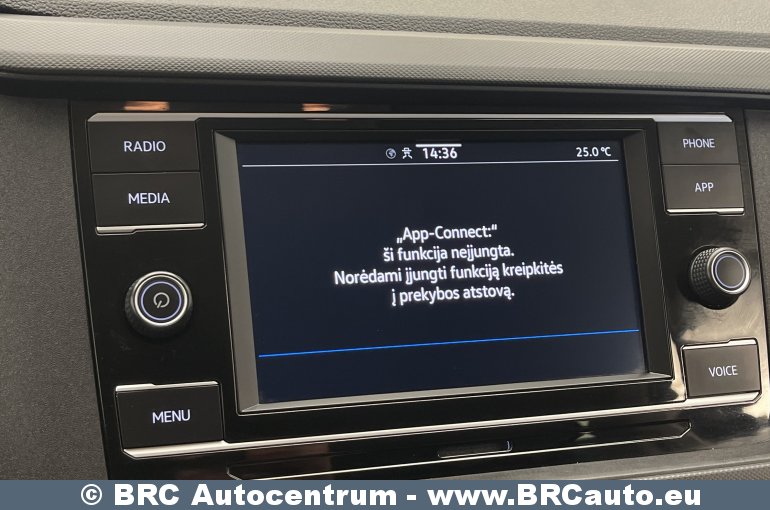 RADIO
MEDIA
MENU
14:36
25.0 °C
„App-Connect:“
ši funkcija neįjungta.
Norėdami įjungti funkciją kreipkitės
į prekybos atstovą.
PHONE
APP
VOICE
© BRC Autocentrum - www.BRCauto.eu